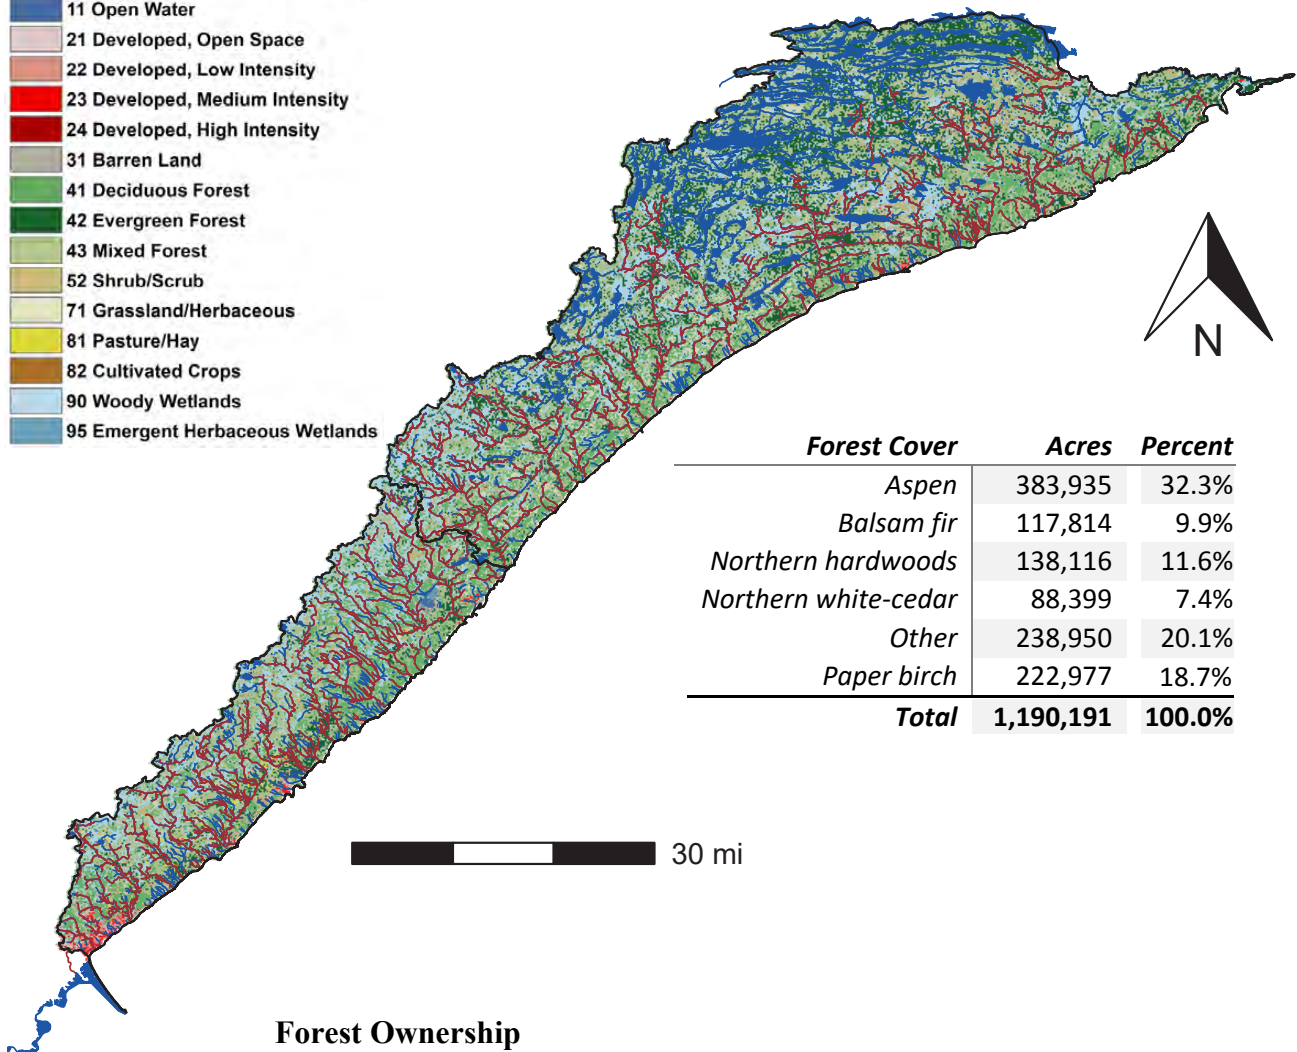 11 Open Water
21 Developed, Open Space
22 Developed, Low Intensity
23 Developed, Medium Intensity
24 Developed, High Intensity
31 Barren Land
41 Deciduous Forest
42 Evergreen Forest
43 Mixed Forest
52 Shrub/Scrub
71 Grassland/Herbaceous
81 Pasture/Hay
82 Cultivated Crops
90 Woody Wetlands
95 Emergent Herbaceous Wetlands
N
Forest Cover Acres Percent
Aspen 383,935 32.3%
Balsam fir 117,814 9.9%
Northern hardwoods 138,116 11.6%
Northern white-cedar 88,399 7.4%
Other 238,950 20.1%
Paper birch 222,977 18.7%
Total 1,190,191 100.0%
30 mi
Forest Ownership